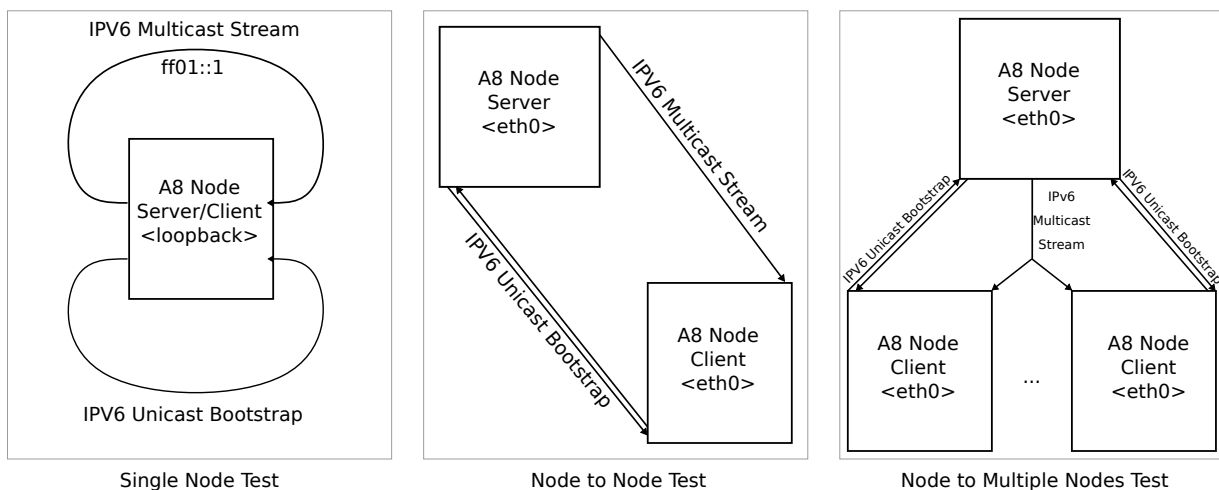 IPV6 Multicast Stream
ff01::1
A8 Node
Server/Client
<loopback>
IPV6 Unicast Bootstrap
Single Node Test
A8 Node
Server
<eth0>
IPV6 Multicast Stream
IPV6 Unicast Bootstrap
A8 Node
Client
<eth0>
Node to Node Test
A8 Node
Server
<eth0>
IPV6 Unicast Bootstrap
IPv6
Multicast
Stream
IPV6 Unicast Bootstrap
A8 Node
Client
<eth0>
...
A8 Node
Client
<eth0>
Node to Multiple Nodes Test